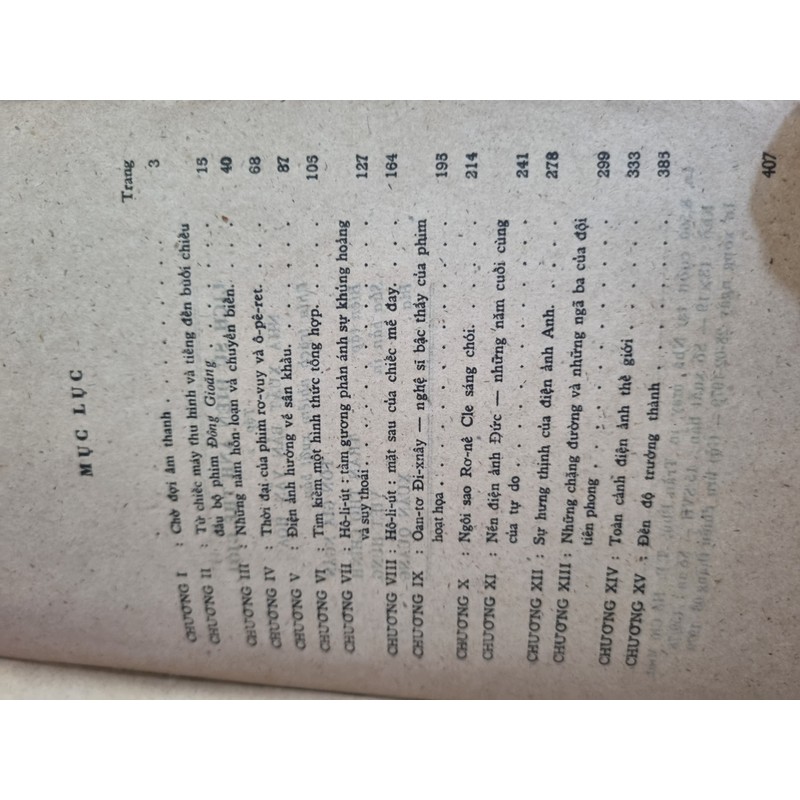 MỤC LỤC
Trang
CHƯƠNG I : Chờ đợi âm thanh . . . . . . . . . . 3
CHƯƠNG II : Từ chiếc máy thu hình và tiếng đến buổi chiếu
đầu bộ phim Đông Gioăng . . . . . . . 15
CHƯƠNG III : Những năm hỗn loạn và chuyển biến. . . . . 40
CHƯƠNG IV : Thời đại của phim rơ-vuy và ô-pê-ret. . . . . 68
CHƯƠNG V : Điện ảnh hướng về sân khấu. . . . . . . 87
CHƯƠNG VI : Tìm kiếm một hình thức tổng hợp. . . . . 105
CHƯƠNG VII : Hô-li-út : tấm gương phản ánh sự khủng hoảng
và suy thoái . . . . . . . . . . . 127
CHƯƠNG VIII : Hô-li-út : mặt sau của chiếc mề đay. . . . . 164
CHƯƠNG IX : Oan-tơ Đi-xnây — nghệ sĩ bậc thầy của phim
hoạt họa . . . . . . . . . . . . 195
CHƯƠNG X : Ngôi sao Rơ-nê Cle sáng chói. . . . . . 214
CHƯƠNG XI : Nền điện ảnh Đức — những năm cuối cùng
của tự do . . . . . . . . . . . 241
CHƯƠNG XII : Sự hưng thịnh của điện ảnh Anh. . . . . 278
CHƯƠNG XIII : Những chặng đường và những ngã ba của đội
tiên phong . . . . . . . . . . . 299
CHƯƠNG XIV : Toàn cảnh điện ảnh thế giới . . . . . . 333
CHƯƠNG XV : Đến độ trưởng thành . . . . . . . . 385
407